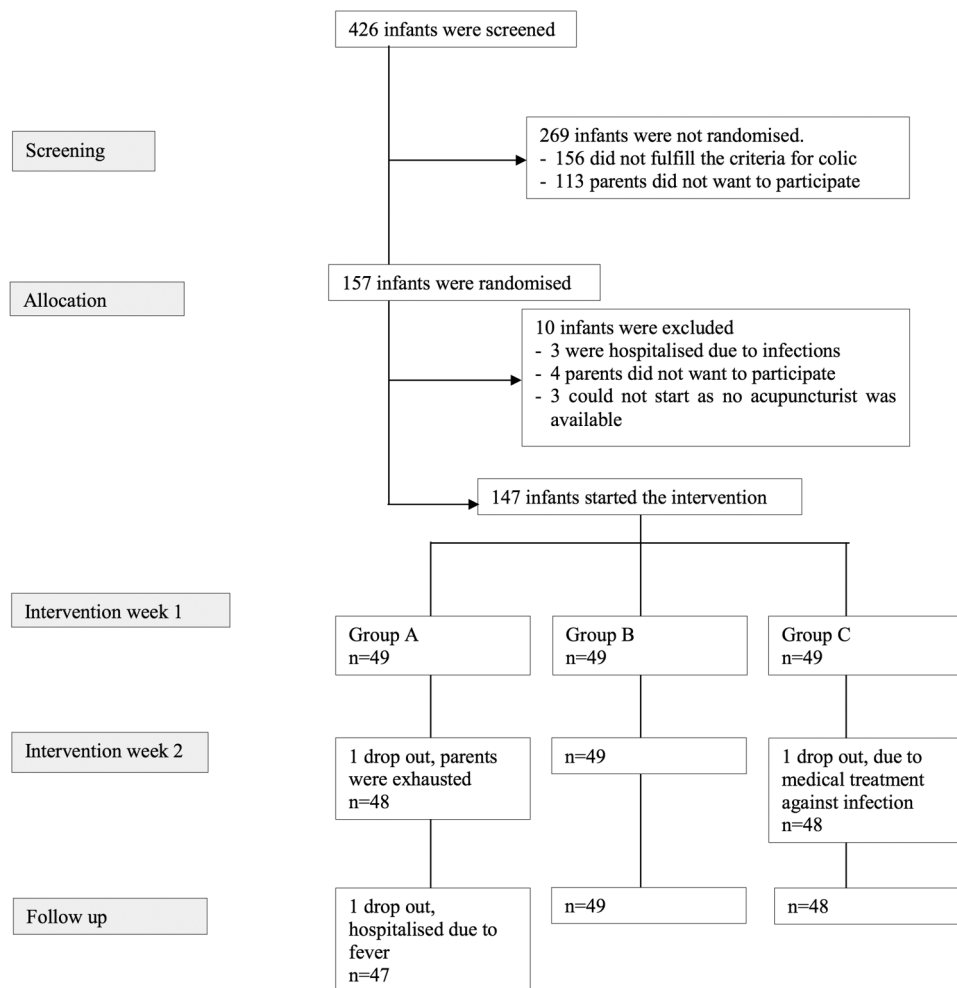 426 infants were screened
Screening
269 infants were not randomised.
- 156 did not fulfill the criteria for colic
- 113 parents did not want to participate
157 infants were randomised
Allocation
10 infants were excluded
- 3 were hospitalised due to infections
- 4 parents did not want to participate
- 3 could not start as no acupuncturist was
available
147 infants started the intervention
Intervention week 1
Group A
n=49
Group B
n=49
Group C
n=49
Intervention week 2
1 drop out, parents
were exhausted
n=48
n=49
1 drop out, due to
medical treatment
against infection
n=48
Follow up
1 drop out,
hospitalised due to
fever
n=47
n=49
n=48